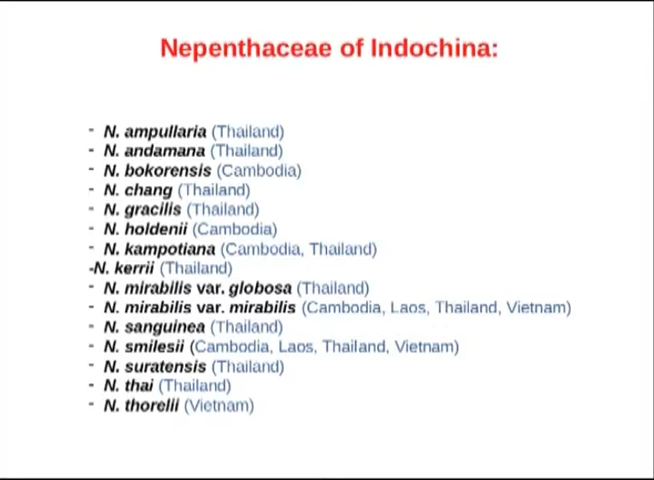 Nepenthaceae of Indochina:
- N. ampullaria (Thailand)
- N. andamana (Thailand)
- N. bokorensis (Cambodia)
- N. chang (Thailand)
- N. gracilis (Thailand)
- N. holdenii (Cambodia)
- N. kampotiana (Cambodia, Thailand)
-N. kerrii (Thailand)
- N. mirabilis var. globosa (Thailand)
- N. mirabilis var. mirabilis (Cambodia, Laos, Thailand, Vietnam)
- N. sanguinea (Thailand)
- N. smilesii (Cambodia, Laos, Thailand, Vietnam)
- N. suratensis (Thailand)
- N. thai (Thailand)
- N. thorelii (Vietnam)